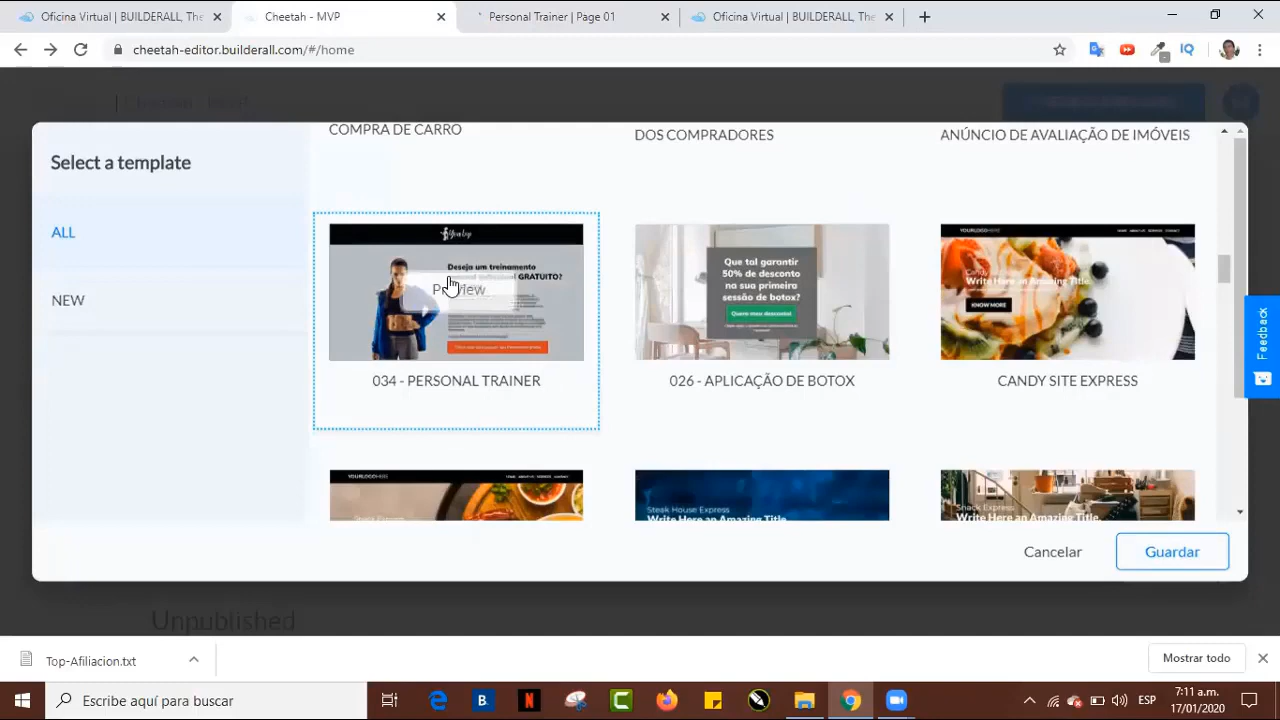 Oficina Virtual | BUILDERALL, The
Cheetah - MVP
Personal Trainer | Page 01
Oficina Virtual | BUILDERALL, The
cheetah-editor.builderall.com/#/home
Select a template
ALL
NEW
COMPRA DE CARRO
DOS COMPRADORES
ANÚNCIO DE AVALIAÇÃO DE IMÓVEIS
Deseja um treinamento
GRATUITO?
Preview
034 - PERSONAL TRAINER
Que tal garantir
50% de desconto
na sua primeira
sessão de botox?
Quero meu desconto!
026 - APLICAÇÃO DE BOTOX
YOURLOGOHERE
Candy Site Express
Write Here an Amazing Title.
KNOW MORE
CANDY SITE EXPRESS
YOURLOGOHERE
Steak House Express
Write Here an Amazing Title.
Snack Express
Write Here an Amazing Title.
Cancelar
Guardar
Feedback
Unpublished
Top-Afiliacion.txt
Mostrar todo
Escribe aquí para buscar
ESP
7:11 a.m.
17/01/2020